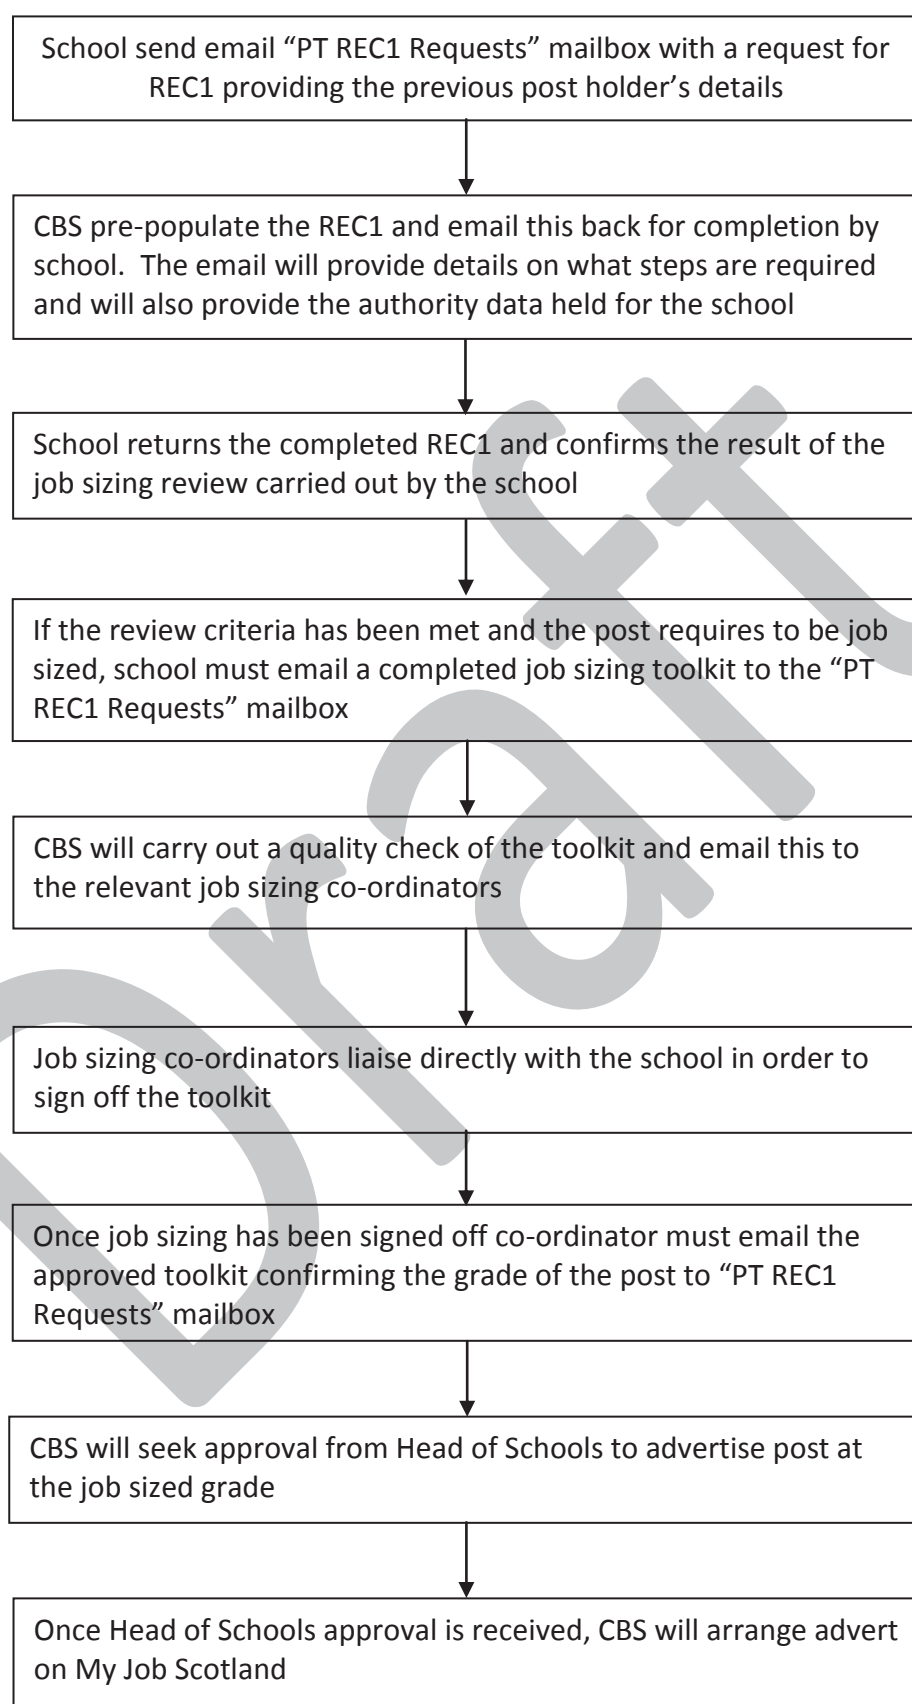 School send email “PT REC1 Requests” mailbox with a request for
REC1 providing the previous post holder’s details
CBS pre-populate the REC1 and email this back for completion by
school.  The email will provide details on what steps are required
and will also provide the authority data held for the school
School returns the completed REC1 and confirms the result of the
job sizing review carried out by the school
If the review criteria has been met and the post requires to be job
sized, school must email a completed job sizing toolkit to the “PT
REC1 Requests” mailbox
CBS will carry out a quality check of the toolkit and email this to
the relevant job sizing co-ordinators
Job sizing co-ordinators liaise directly with the school in order to
sign off the toolkit
Once job sizing has been signed off co-ordinator must email the
approved toolkit confirming the grade of the post to “PT REC1
Requests” mailbox
CBS will seek approval from Head of Schools to advertise post at
the job sized grade
Once Head of Schools approval is received, CBS will arrange advert
on My Job Scotland
Draft